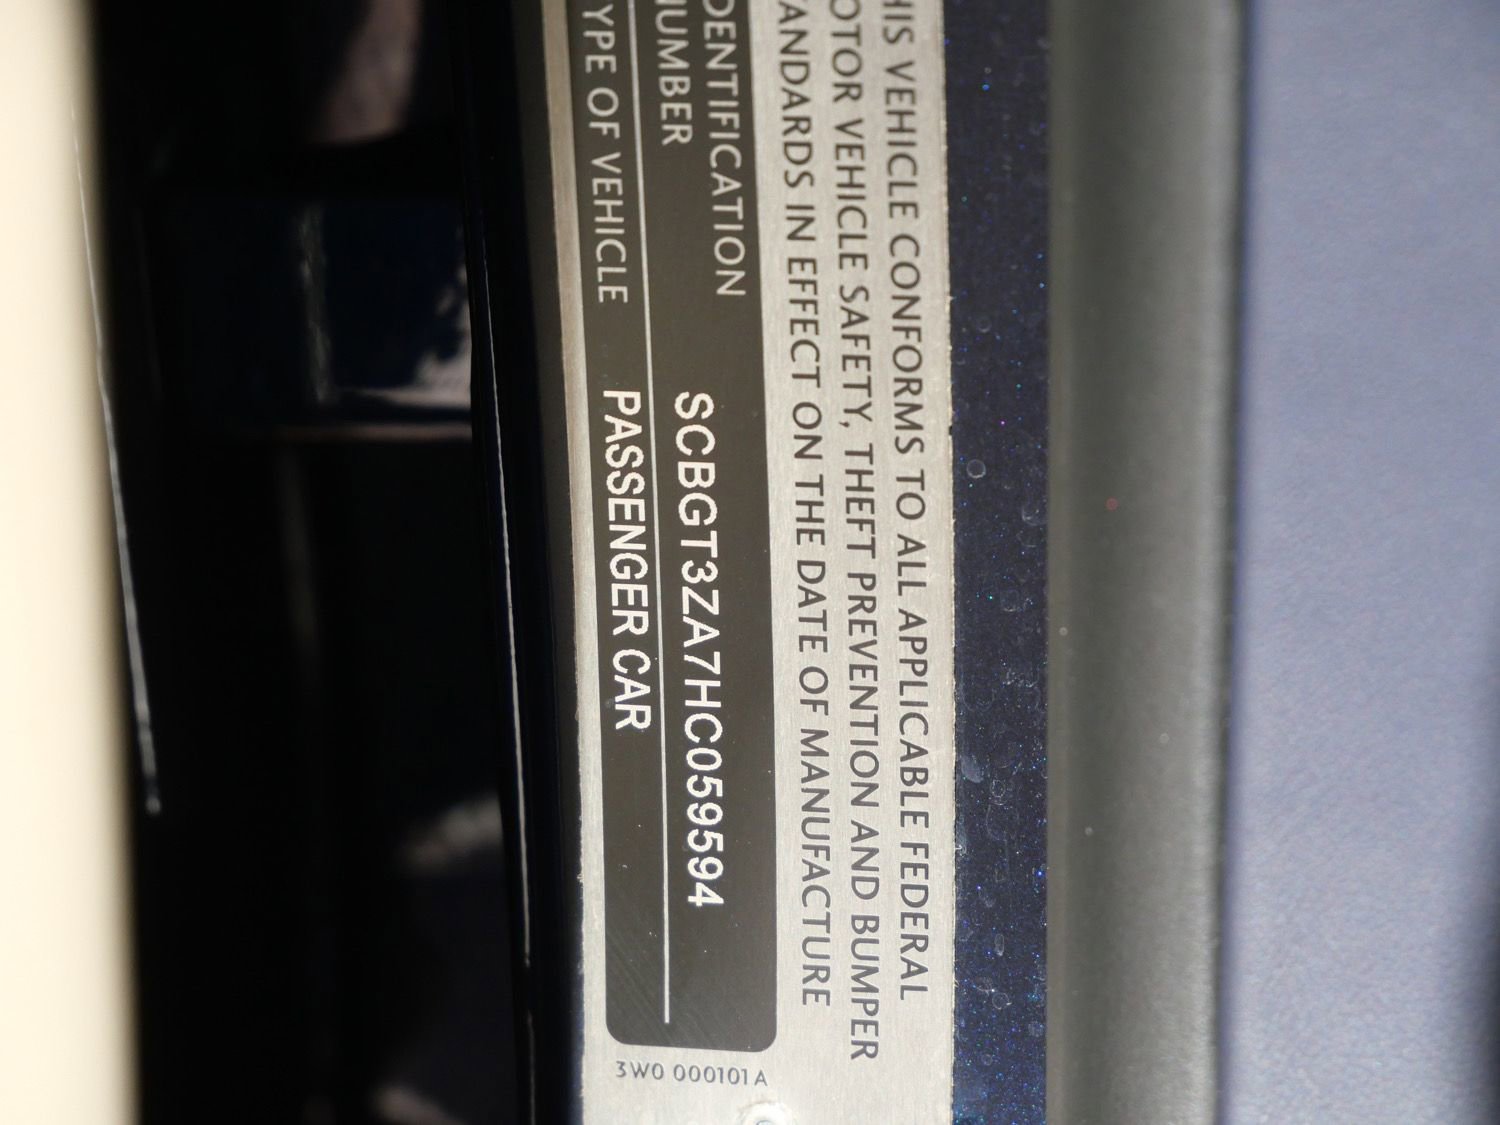 HIS VEHICLE CONFORMS TO ALL APPLICABLE FEDERAL
OTOR VEHICLE SAFETY, THEFT PREVENTION AND BUMPER
ANDARDS IN EFFECT ON THE DATE OF MANUFACTURE
DENTIFICATION
NUMBER SCBGT3ZA7HC059594
YPE OF VEHICLE PASSENGER CAR
3W0 000101 A